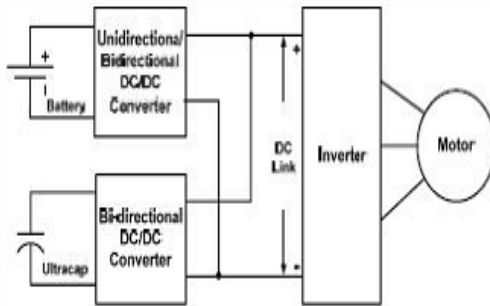 +
-
Battery
Unidirectional/
Bidirectional
DC/DC
Converter
Ultracap
Bi-directional
DC/DC
Converter
+
DC
Link
-
Inverter
Motor